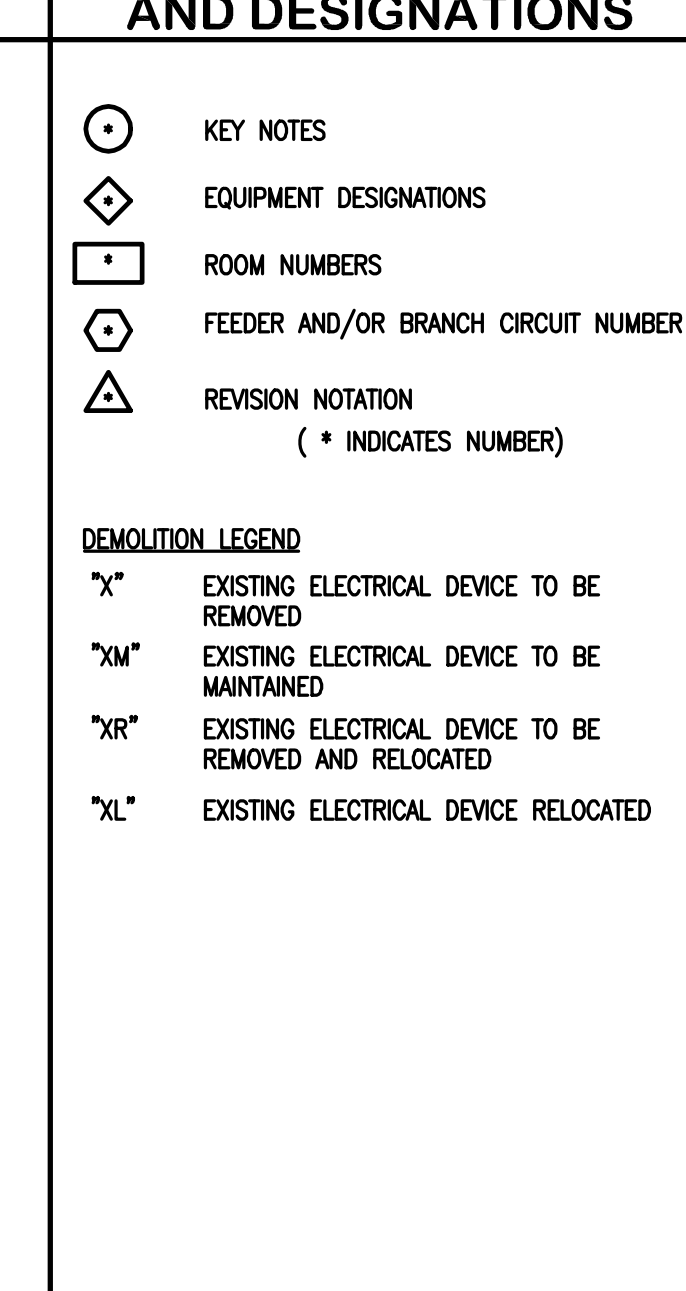 AND DESIGNATIONS
* KEY NOTES
* EQUIPMENT DESIGNATIONS
* ROOM NUMBERS
* FEEDER AND/OR BRANCH CIRCUIT NUMBER
* REVISION NOTATION
( * INDICATES NUMBER)
DEMOLITION LEGEND
"X" EXISTING ELECTRICAL DEVICE TO BE
REMOVED
"XM" EXISTING ELECTRICAL DEVICE TO BE
MAINTAINED
"XR" EXISTING ELECTRICAL DEVICE TO BE
REMOVED AND RELOCATED
"XL" EXISTING ELECTRICAL DEVICE RELOCATED